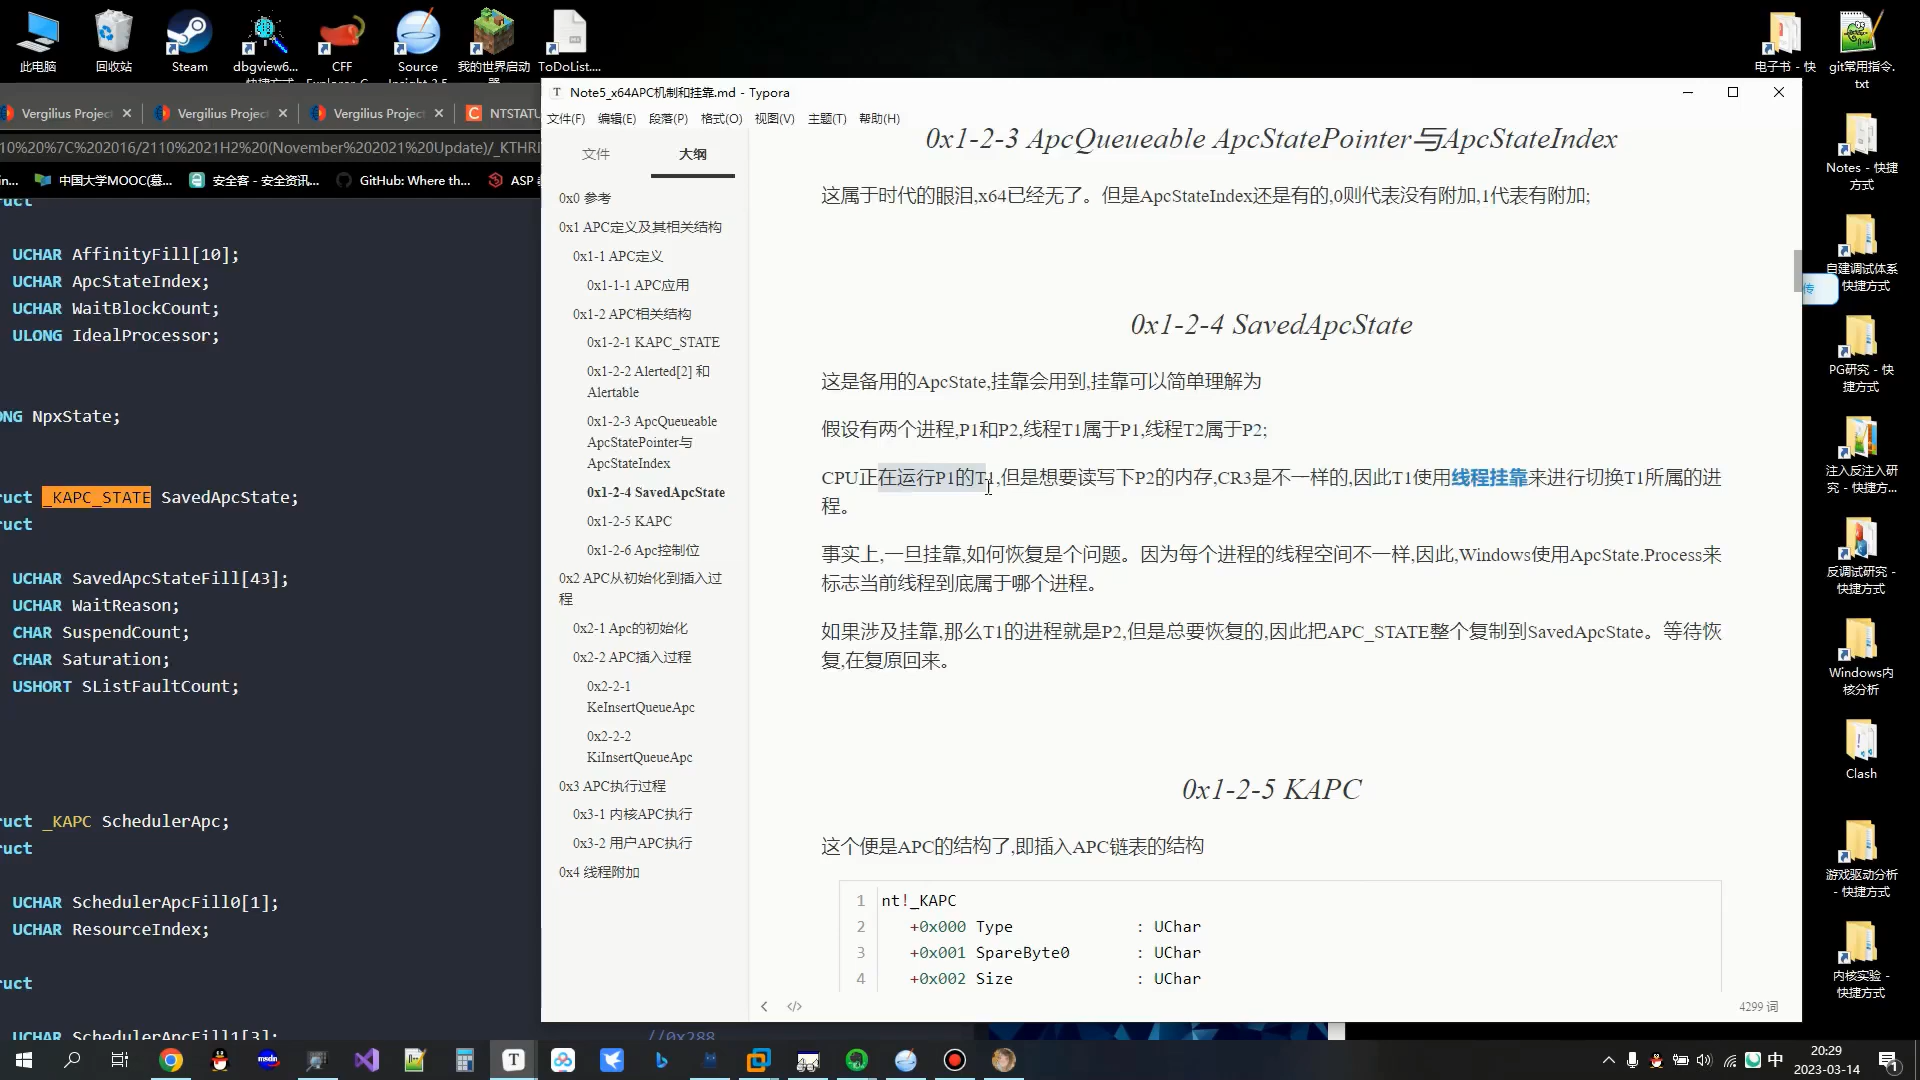 此电脑
回收站
Steam
dbgview6...
快捷方式
CFF
Explorer
Source
Insight 3.5
我的世界启动
器
ToDoList....
电子书 - 快
git常用指令.
txt
Vergilius Projec
Vergilius Projec
Vergilius Projec
NTSTATU
10%20%7C%202016/2110%2021H2%20(November%202021%20Update)/_KTHRI
in...
中国大学MOOC(慕...
安全客 - 安全资讯...
GitHub: Where th...
ASP
ruct
UCHAR AffinityFill[10];
UCHAR ApcStateIndex;
UCHAR WaitBlockCount;
ULONG IdealProcessor;
ONG NpxState;
ruct _KAPC_STATE SavedApcState;
ruct
UCHAR SavedApcStateFill[43];
UCHAR WaitReason;
CHAR SuspendCount;
CHAR Saturation;
USHORT SListFaultCount;
ruct _KAPC SchedulerApc;
ruct
UCHAR SchedulerApcFill0[1];
UCHAR ResourceIndex;
ruct
UCHAR SchedulerApcFill1[3];
//0x288
Note5_x64APC机制和挂靠.md - Typora
文件(F) 编辑(E) 段落(P) 格式(O) 视图(V) 主题(T) 帮助(H)
文件
大纲
0x0 参考
0x1 APC定义及其相关结构
0x1-1 APC定义
0x1-1-1 APC应用
0x1-2 APC相关结构
0x1-2-1 KAPC_STATE
0x1-2-2 Alerted[2] 和
Alertable
0x1-2-3 ApcQueueable
ApcStatePointer与
ApcStateIndex
0x1-2-4 SavedApcState
0x1-2-5 KAPC
0x1-2-6 Apc控制位
0x2 APC从初始化到插入过
程
0x2-1 Apc的初始化
0x2-2 APC插入过程
0x2-2-1
KeInsertQueueApc
0x2-2-2
KiInsertQueueApc
0x3 APC执行过程
0x3-1 内核APC执行
0x3-2 用户APC执行
0x4 线程附加
0x1-2-3 ApcQueueable ApcStatePointer与ApcStateIndex
这属于时代的眼泪,x64已经无了。但是ApcStateIndex还是有的,0则代表没有附加,1代表有附加;
0x1-2-4 SavedApcState
这是备用的ApcState,挂靠会用到,挂靠可以简单理解为
假设有两个进程,P1和P2,线程T1属于P1,线程T2属于P2;
CPU正在运行P1的T1,但是想要读写下P2的内存,CR3是不一样的,因此T1使用线程挂靠来进行切换T1所属的进
程。
事实上,一旦挂靠,如何恢复是个问题。因为每个进程的线程空间不一样,因此,Windows使用ApcState.Process来
标志当前线程到底属于哪个进程。
如果涉及挂靠,那么T1的进程就是P2,但是总要恢复的,因此把APC_STATE整个复制到SavedApcState。等待恢
复,在复原回来。
0x1-2-5 KAPC
这个便是APC的结构了,即插入APC链表的结构
1 nt!_KAPC
2 +0x000 Type : UChar
3 +0x001 SpareByte0 : UChar
4 +0x002 Size : UChar
4299 词
Notes - 快捷
方式
传
自建调试体系
快捷方式
PG研究 - 快
捷方式
注入反注入研
究 - 快捷方...
反调试研究 -
快捷方式
Windows内
核分析
Clash
游戏驱动分析
- 快捷方式
内核实验 -
快捷方式
msdn
T
中
20:29
2023-03-14
1